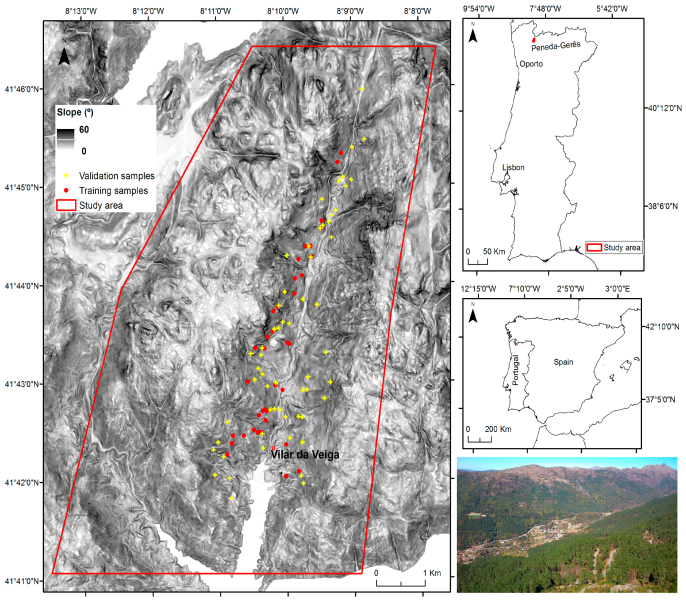 8°13'0"W 8°12'0"W 8°11'0"W 8°10'0"W 8°9'0"W 8°8'0"W
41°46'0"N
41°45'0"N
41°44'0"N
41°43'0"N
41°42'0"N
41°41'0"N
Slope (º)
60
0
Validation samples
Training samples
Study area
Vilar da Veiga
0 1 Km
9°54'0"W 7°48'0"W 5°42'0"W
N
Peneda-Gerês
Oporto
Lisbon
40°12'0"N
38°6'0"N
0 50 Km
Study area
12°15'0"W 7°10'0"W 2°5'0"W 3°0'0"E
N
Portugal
Spain
42°10'0"N
37°5'0"N
0 200 Km